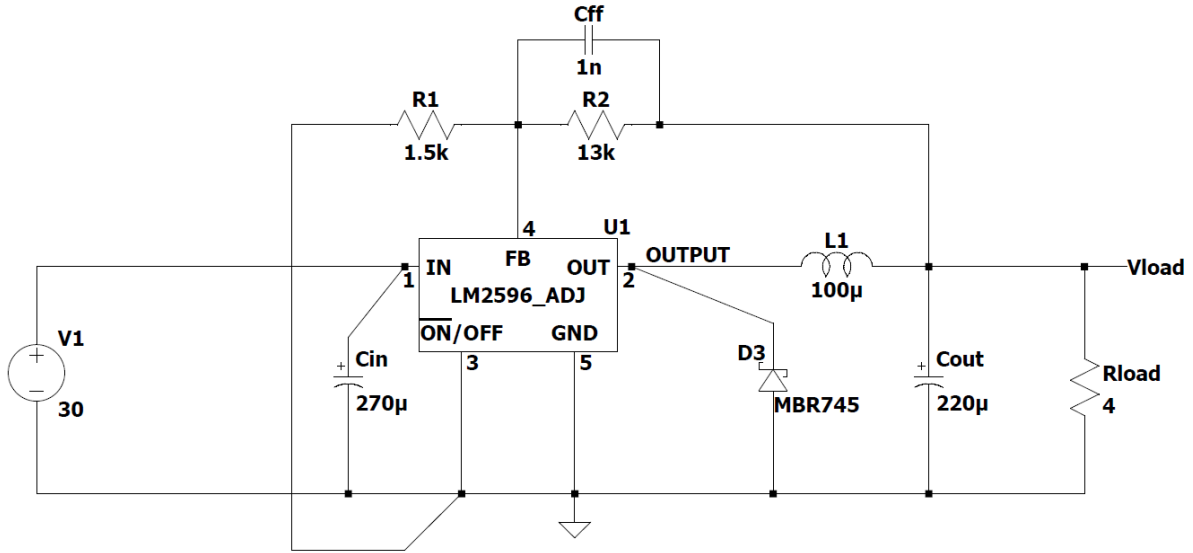 Cff
1n
R1
1.5k
R2
13k
4
U1
FB
IN
OUT
1
2
LM2596_ADJ
ON/OFF
GND
3
5
OUTPUT
L1
100µ
Vload
V1
30
Cin
270µ
D3
MBR745
Cout
220µ
Rload
4
+
−
+
+